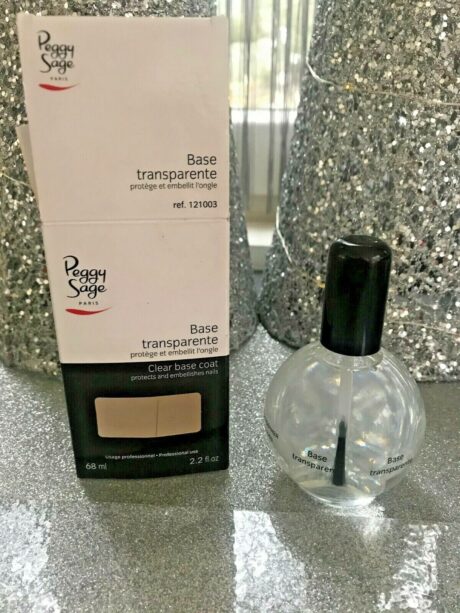 Peggy
Sage
PARIS
Base
transparente
protège et embellit l'ongle
ref. 121003
Peggy
Sage
PARIS
Base
transparente
protège et embellit l'ongle
Clear base coat
protects and embellishes nails
Usage professionnel • Professional use
68 ml
2.2 fl.oz
Base
transparen
Base
transparente